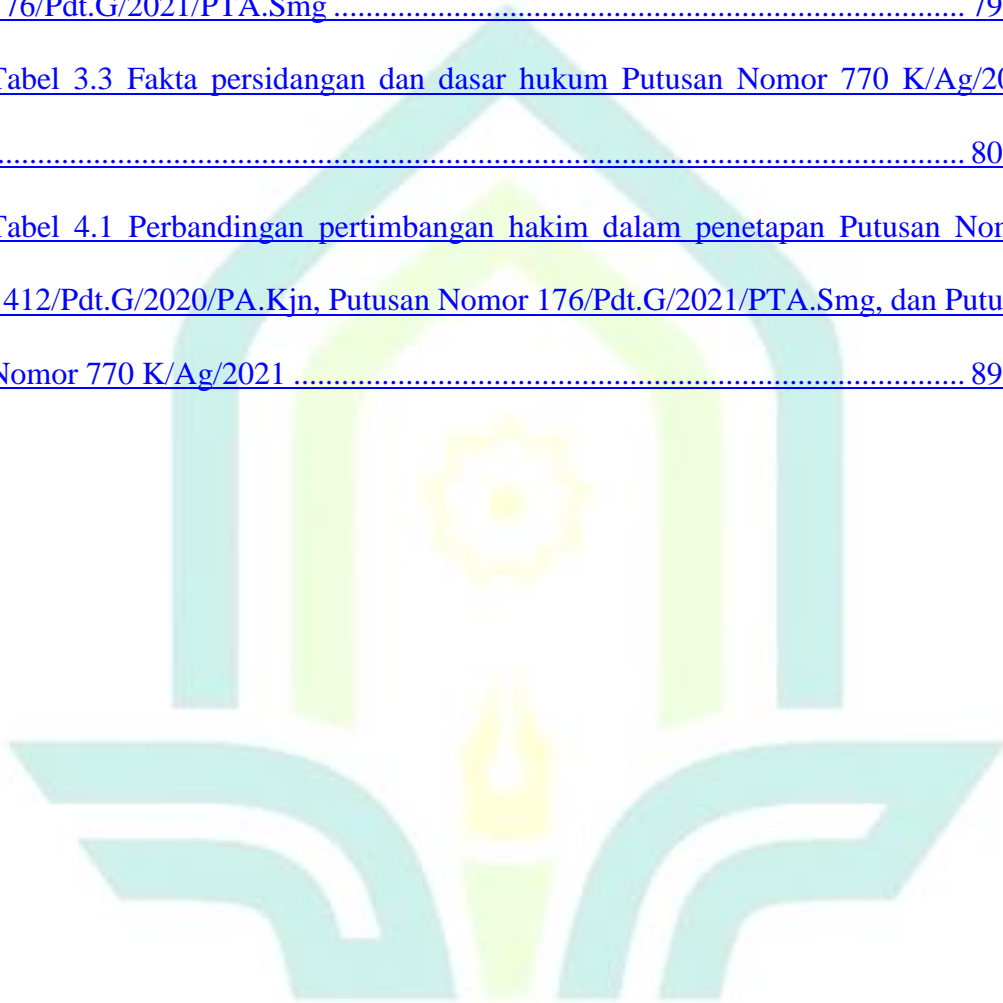 76/Pdt.G/2021/PTA.Smg ........................................................................................ 79
Tabel 3.3 Fakta persidangan dan dasar hukum Putusan Nomor 770 K/Ag/20
........................................................................................................................ 80
Tabel 4.1 Perbandingan pertimbangan hakim dalam penetapan Putusan Nor
412/Pdt.G/2020/PA.Kjn, Putusan Nomor 176/Pdt.G/2021/PTA.Smg, dan Putu
Nomor 770 K/Ag/2021 ............................................................................................ 89